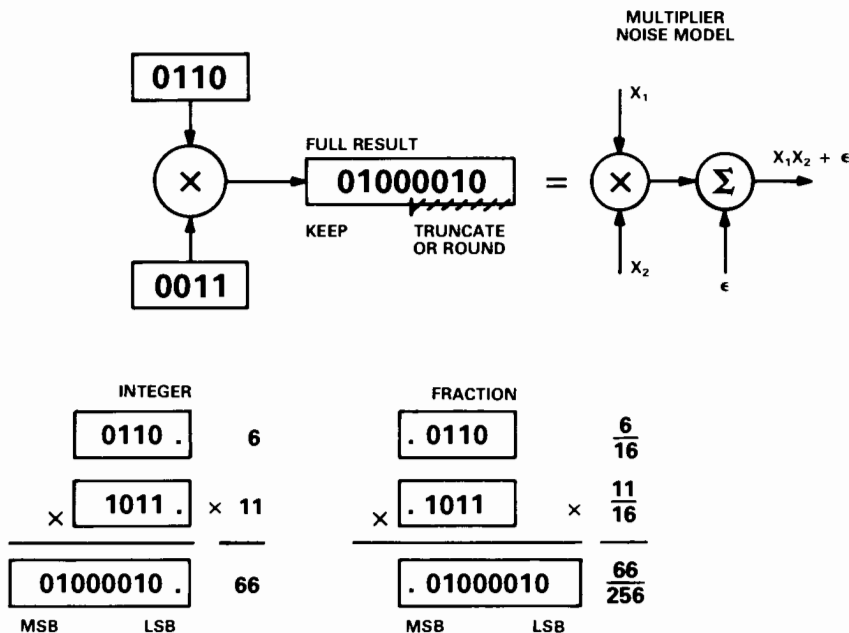 MULTIPLIER
NOISE MODEL
0110
X₁
FULL RESULT
×
01000010
=
×
Σ
X₁X₂ + ϵ
KEEP
TRUNCATE
OR ROUND
0011
X₂
ϵ
INTEGER
0110 .
6
× 1011 .
× 11
01000010 .
66
MSB LSB
FRACTION
. 0110
6
16
× . 1011
× 11
16
. 01000010
66
256
MSB LSB